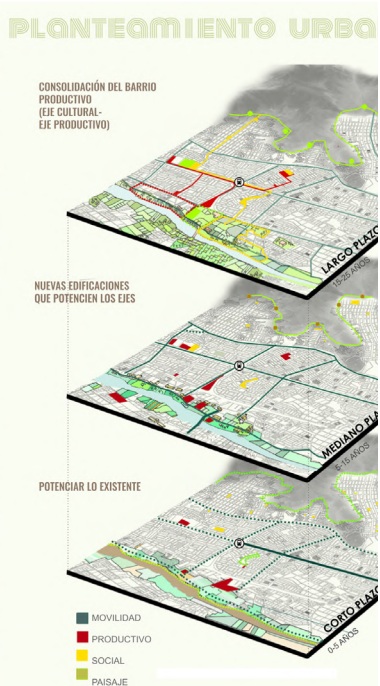 PLANTEAMIENTO URBA
CONSOLIDACIÓN DEL BARRIO
PRODUCTIVO
(EJE CULTURAL-
EJE PRODUCTIVO)
LARGO PLAZO
15-25 AÑOS
NUEVAS EDIFICACIONES
QUE POTENCIEN LOS EJES
MEDIANO PLA
5-15 AÑOS
POTENCIAR LO EXISTENTE
CORTO PLAZO
0-5 AÑOS
MOVILIDAD
PRODUCTIVO
SOCIAL
PAISAJE